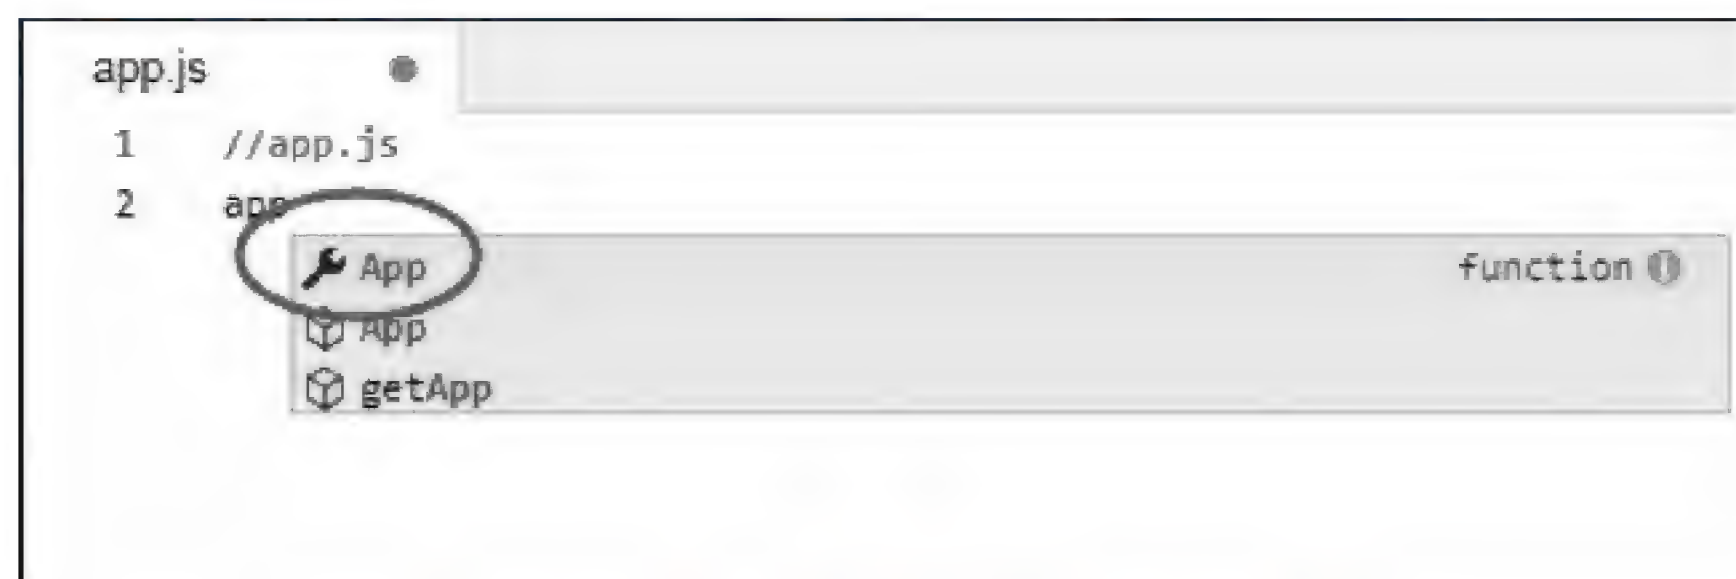 app.js
1 //app.js
2 app
App function
App
getApp